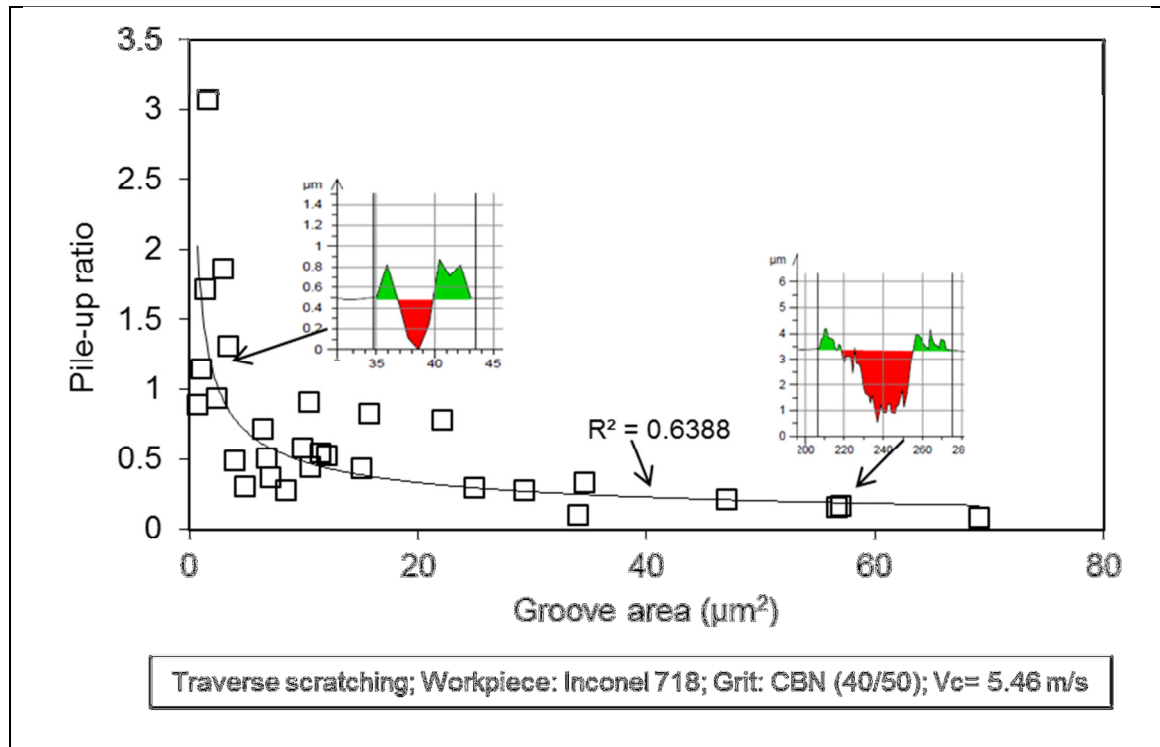 3.5
3
2.5
2
1.5
1
0.5
0
Pile-up ratio
µm
1.4
1.2
1
0.8
0.6
0.4
0.2
0
35 40 45
µm
6
5
4
3
2
1
0
200 220 240 260 28
R² = 0.6388
0 20 40 60 80
Groove area (µm²)
Traverse scratching; Workpiece: Inconel 718; Grit: CBN (40/50); Vc= 5.46 m/s